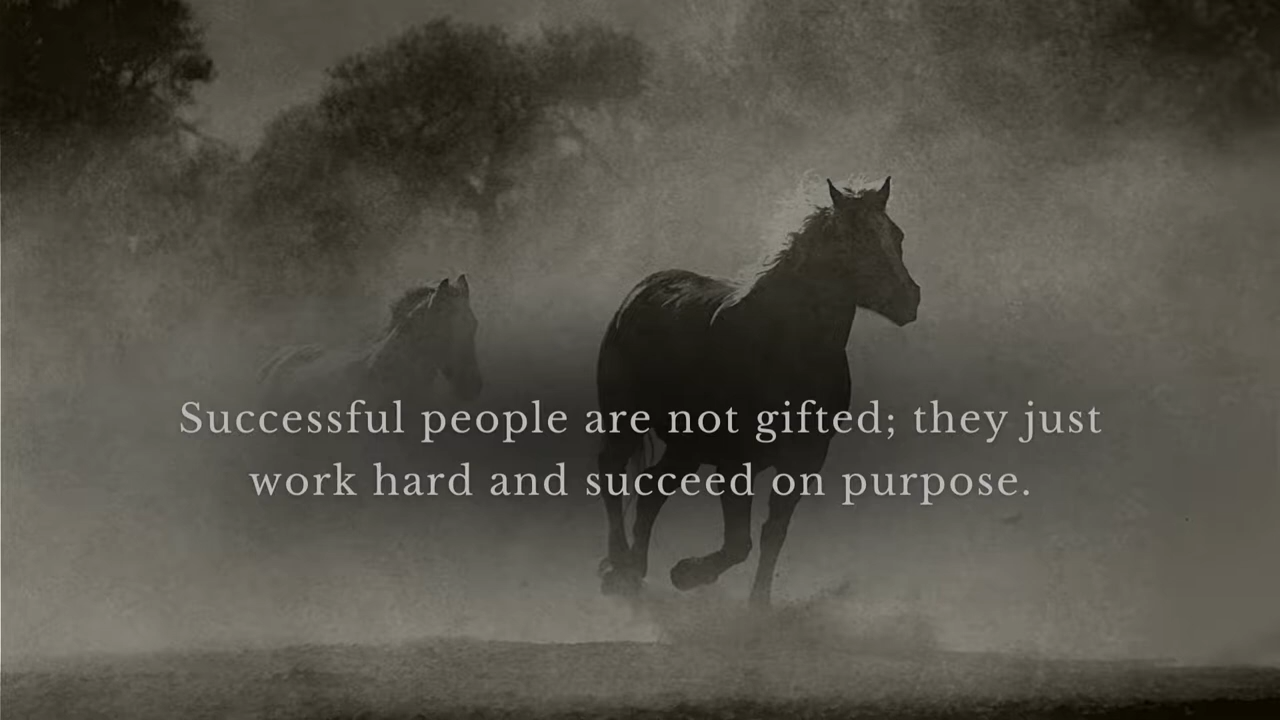 Successful people are not gifted; they just
work hard and succeed on purpose.